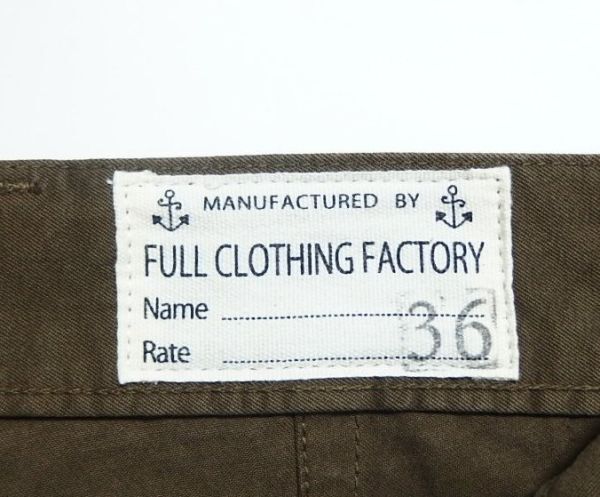 MANUFACTURED BY
FULL CLOTHING FACTORY
Name
Rate
36